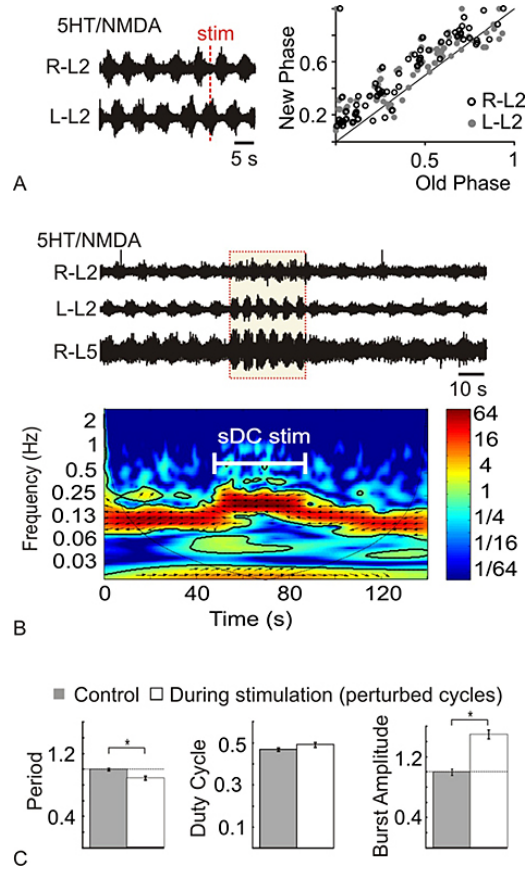 5HT/NMDA
stim
R-L2
L-L2
5 s
New Phase
0.6
0.2
0.5
1
Old Phase
R-L2
L-L2
A
5HT/NMDA
R-L2
L-L2
R-L5
10 s
Frequency (Hz)
2
1
0.5
0.25
0.13
0.06
0.03
sDC stim
64
16
4
1
1/4
1/16
1/64
0
40
80
120
Time (s)
B
Control
During stimulation (perturbed cycles)
Period
1.2
0.4
*
Duty Cycle
0.5
0.3
0.1
Burst Amplitude
1.2
0.4
*
C